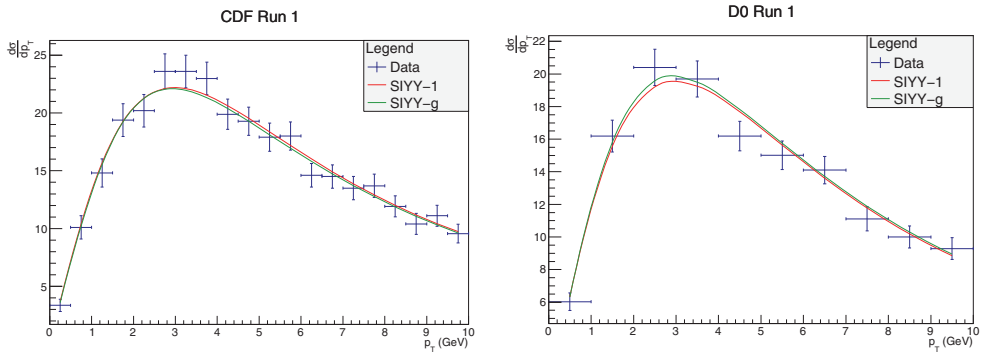 CDF Run 1
dσ
dp_T
Legend
Data
SIYY-1
SIYY-g
25
20
15
10
5
0 1 2 3 4 5 6 7 8 9 10
p_T (GeV)
D0 Run 1
dσ
dp_T
Legend
Data
SIYY-1
SIYY-g
22
20
18
16
14
12
10
8
6
0 1 2 3 4 5 6 7 8 9 10
p_T (GeV)